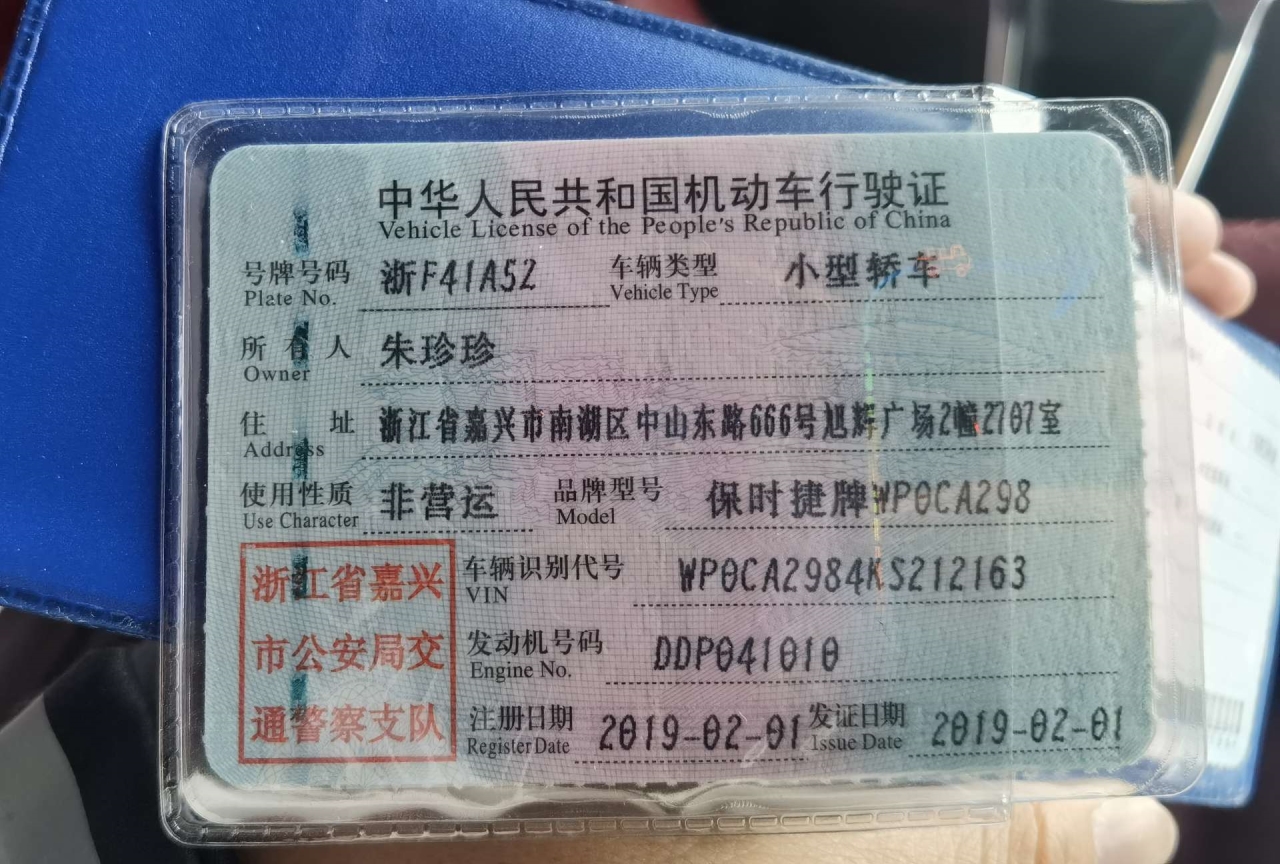 中华人民共和国机动车行驶证
Vehicle License of the People's Republic of China
号牌号码 浙F41A52 车辆类型 小型轿车
Plate No. Vehicle Type
所有人 朱珍珍
Owner
住址 浙江省嘉兴市南湖区中山东路666号旭辉广场2幢2707室
Address
使用性质 非营运 品牌型号 保时捷牌WP0CA298
Use Character Model
浙江省嘉兴 车辆识别代号 WP0CA2984KS212163
VIN
市公安局交 发动机号码 DDP041010
Engine No.
通警察支队 注册日期 2019-02-01 发证日期 2019-02-01
Register Date Issue Date